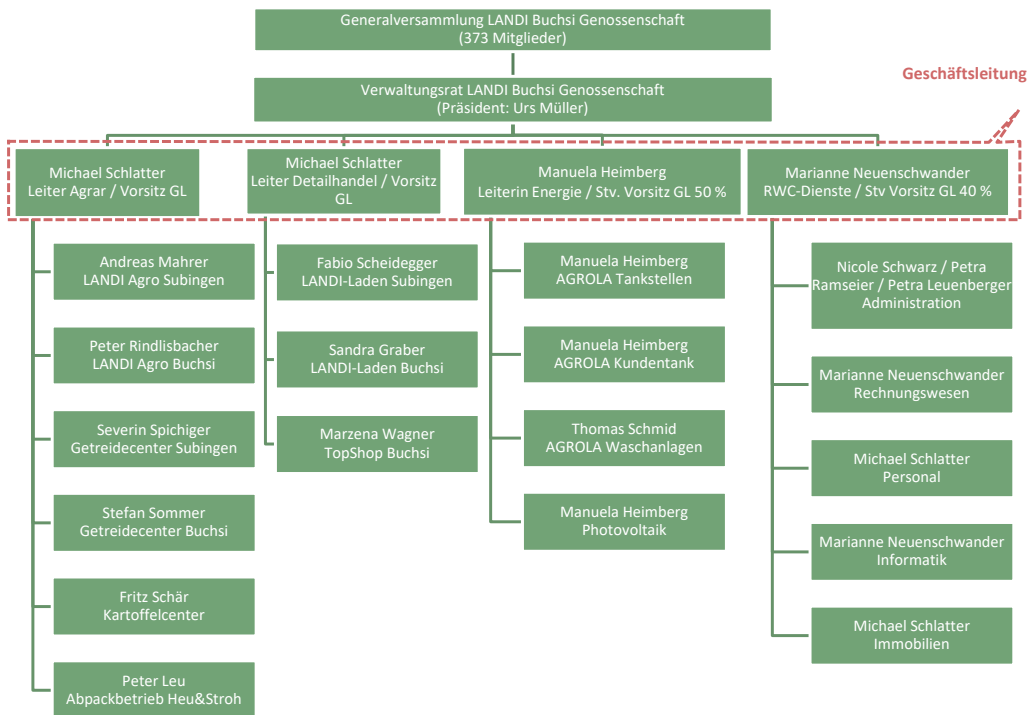 Generalversammlung LANDI Buchsi Genossenschaft
(373 Mitglieder)
Geschäftsleitung
Verwaltungsrat LANDI Buchsi Genossenschaft
(Präsident: Urs Müller)
Michael Schlatter
Leiter Agrar / Vorsitz GL
Michael Schlatter
Leiter Detailhandel / Vorsitz
GL
Manuela Heimberg
Leiterin Energie / Stv. Vorsitz GL 50 %
Marianne Neuenschwander
RWC-Dienste / Stv Vorsitz GL 40 %
Andreas Mahrer
LANDI Agro Subingen
Peter Rindlisbacher
LANDI Agro Buchsi
Severin Spichiger
Getreidecenter Subingen
Stefan Sommer
Getreidecenter Buchsi
Fritz Schär
Kartoffelcenter
Peter Leu
Abpackbetrieb Heu&Stroh
Fabio Scheidegger
LANDI-Laden Subingen
Sandra Graber
LANDI-Laden Buchsi
Marzena Wagner
TopShop Buchsi
Manuela Heimberg
AGROLA Tankstellen
Manuela Heimberg
AGROLA Kundentank
Thomas Schmid
AGROLA Waschanlagen
Manuela Heimberg
Photovoltaik
Nicole Schwarz / Petra
Ramseier / Petra Leuenberger
Administration
Marianne Neuenschwander
Rechnungswesen
Michael Schlatter
Personal
Marianne Neuenschwander
Informatik
Michael Schlatter
Immobilien